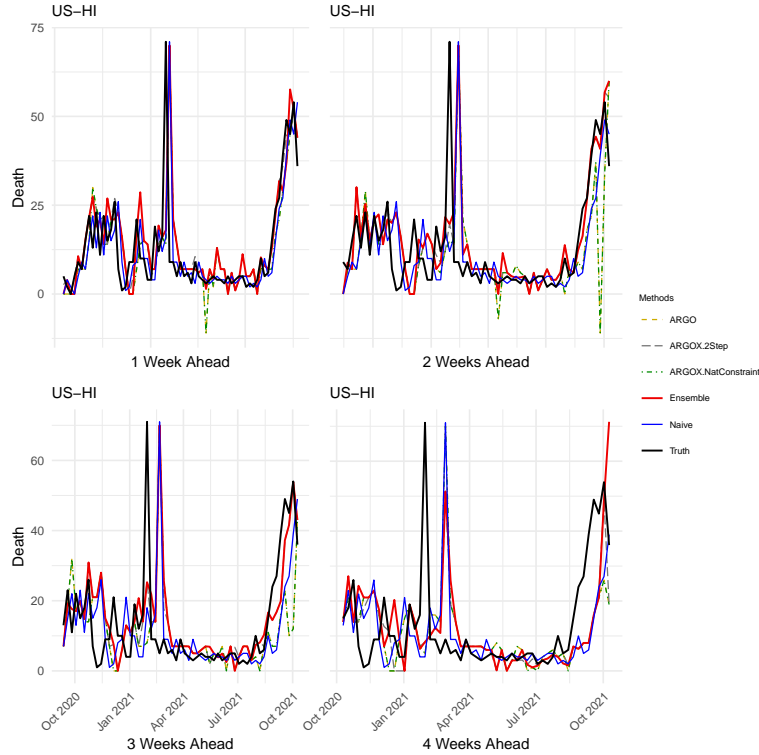 US−HI
US−HI
75
50
25
0
Death
1 Week Ahead
2 Weeks Ahead
US−HI
US−HI
60
40
20
0
Death
Oct 2020
Jan 2021
Apr 2021
Jul 2021
Oct 2021
Oct 2020
Jan 2021
Apr 2021
Jul 2021
Oct 2021
3 Weeks Ahead
4 Weeks Ahead
Methods
ARGO
ARGOX.2Step
ARGOX.NatConstraint
Ensemble
Naive
Truth